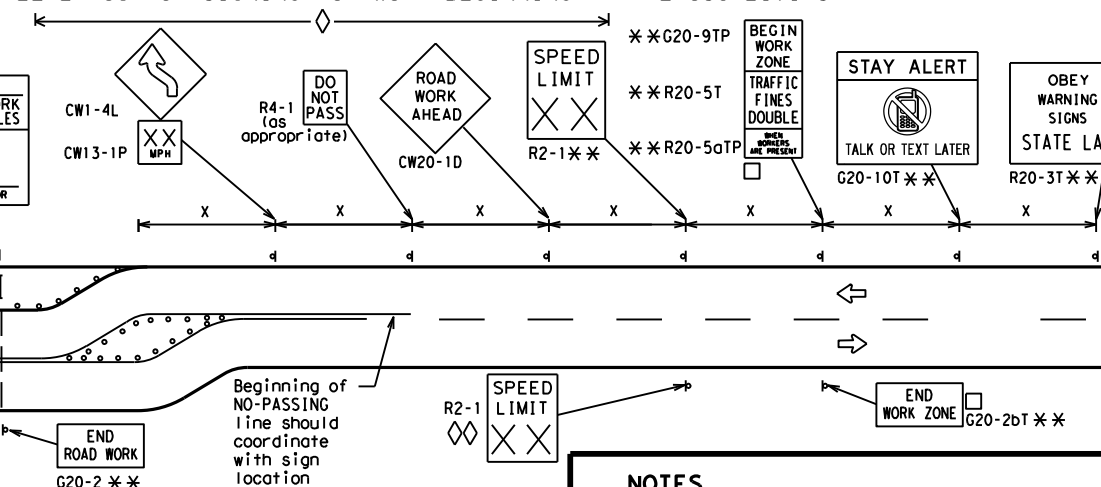 CW1-4L
XX
MPH
CW13-1P
DO
NOT
PASS
R4-1
(as
appropriate)
ROAD
WORK
AHEAD
CW20-1D
SPEED
LIMIT
XX
R2-1**
**G20-9TP
**R20-5T
**R20-5aTP
BEGIN
WORK
ZONE
TRAFFIC
FINES
DOUBLE
WHEN
WORKERS
ARE PRESENT
STAY ALERT
TALK OR TEXT LATER
G20-10T **
OBEY
WARNING
SIGNS
STATE LA
R20-3T **
X X X X X X X
Beginning of
NO-PASSING
line should
coordinate
with sign
location
R2-1
SPEED
LIMIT
XX
END
WORK ZONE
G20-2bT **
END
ROAD WORK
G20-2 **
NOTES